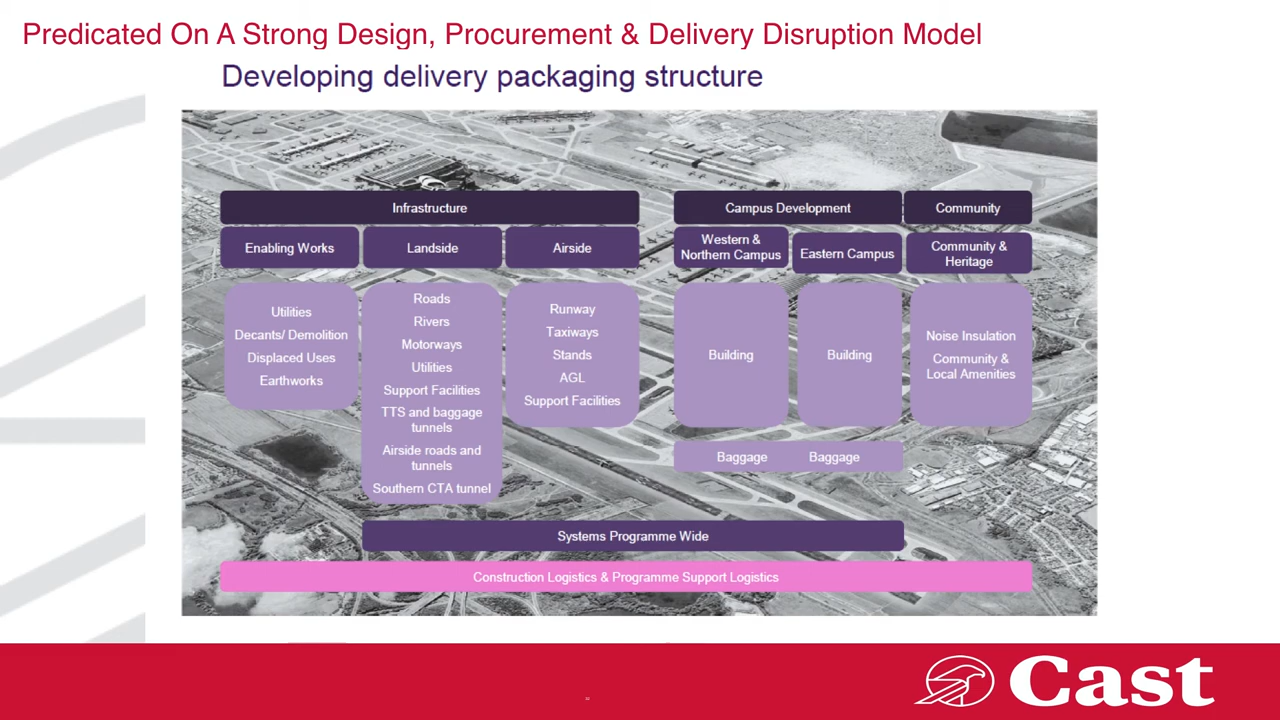 Predicated On A Strong Design, Procurement & Delivery Disruption Model
Developing delivery packaging structure
Infrastructure
Campus Development
Community
Enabling Works
Landside
Airside
Western &
Northern Campus
Eastern Campus
Community &
Heritage
Utilities
Decants/ Demolition
Displaced Uses
Earthworks
Roads
Rivers
Motorways
Utilities
Support Facilities
TTS and baggage
tunnels
Airside roads and
tunnels
Southern CTA tunnel
Runway
Taxiways
Stands
AGL
Support Facilities
Building
Building
Noise Insulation
Community &
Local Amenities
Baggage
Baggage
Systems Programme Wide
Construction Logistics & Programme Support Logistics
Cast